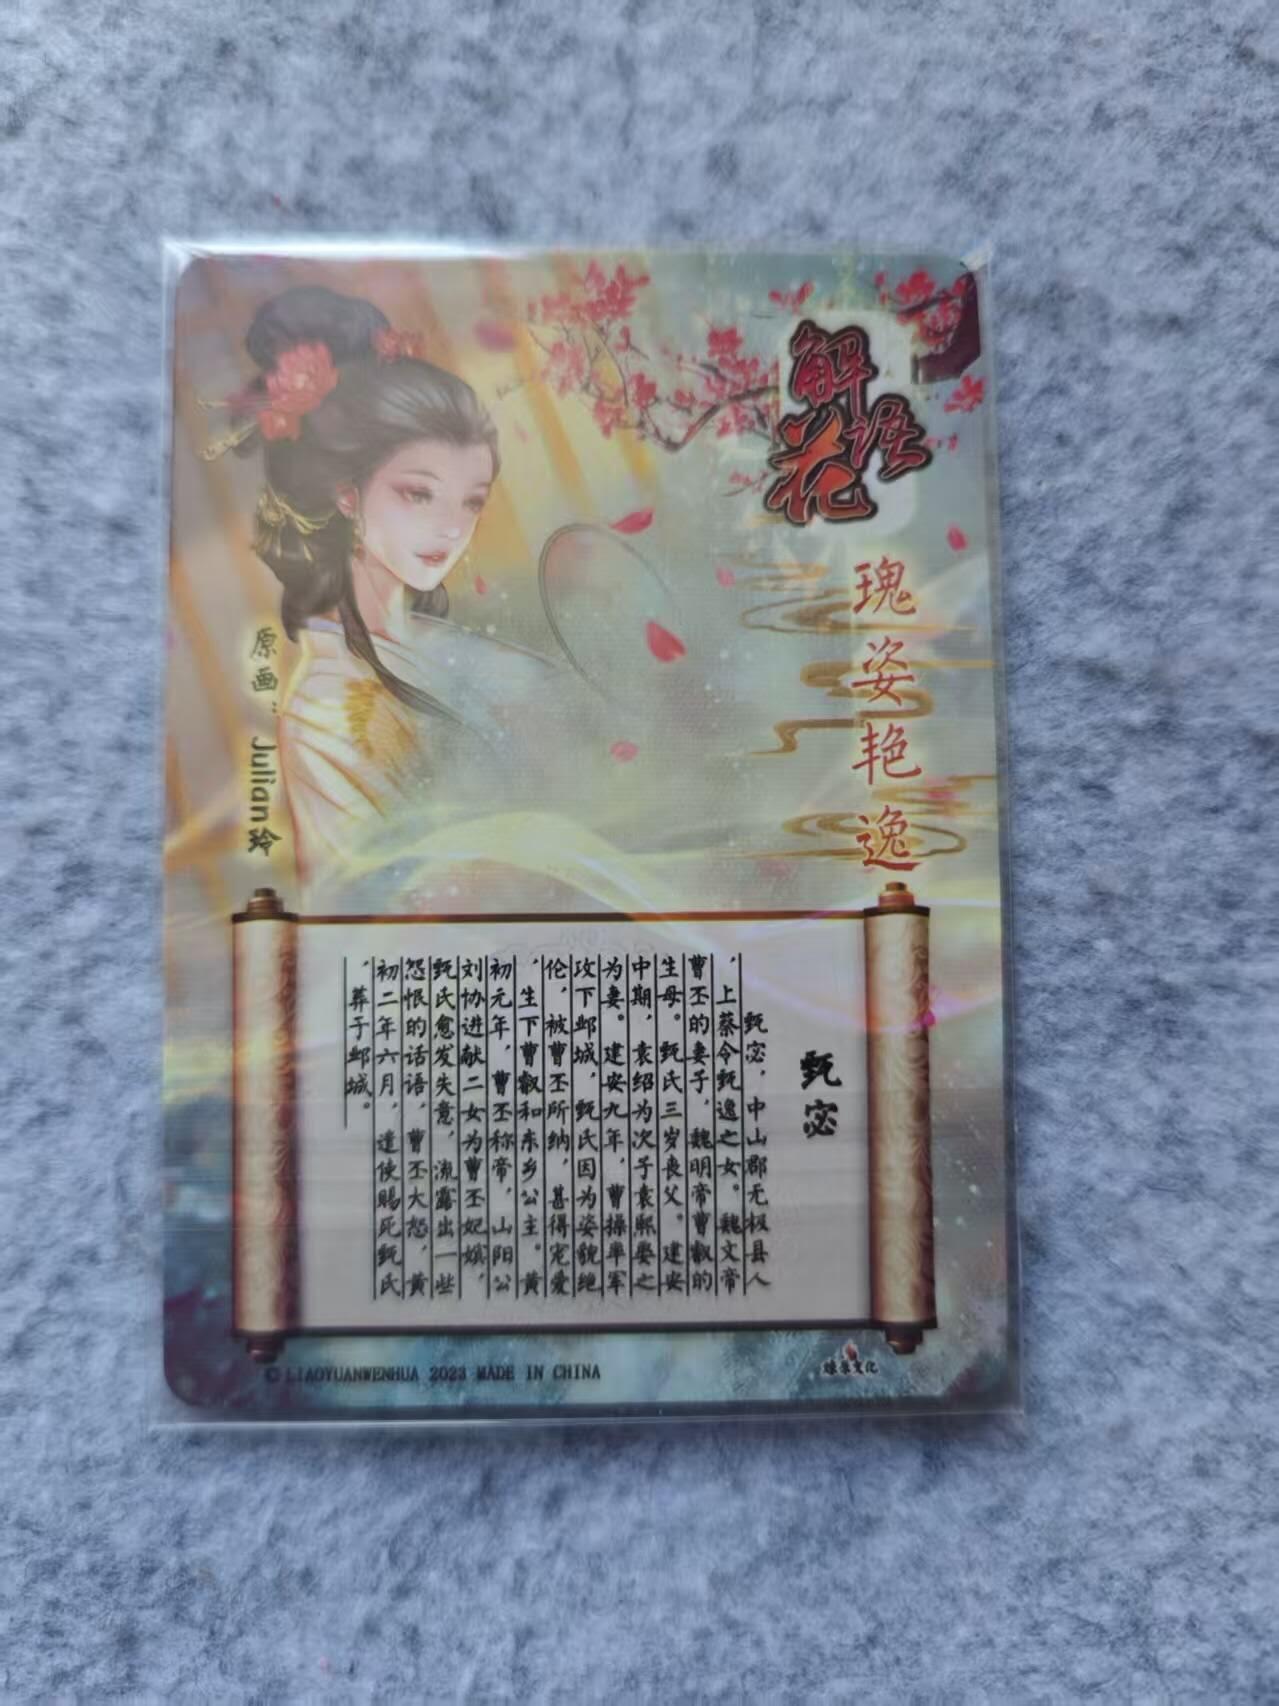 解语花
瑰姿艳逸
原画：Julian玲
甄宓
甄宓，中山郡无极县人
，上蔡令甄逸之女。魏文帝
曹丕的妻子，魏明帝曹叡的
生母。甄氏三岁丧父。建安
中期，袁绍为次子袁熙娶之
为妻。建安九年，曹操率军
攻下邺城，甄氏因为姿貌绝
伦，被曹丕所纳，甚得宠爱
，生下曹叡和东乡公主。黄
初元年，曹丕称帝，山阳公
刘协进献二女为曹丕妃嫔，
甄氏愈发失意，流露出一些
怨恨的话语，曹丕大怒，黄
初二年六月，遣使赐死甄氏
，葬于邺城。
© LIAOYUANWENHUA 2023 MADE IN CHINA
燎原文化